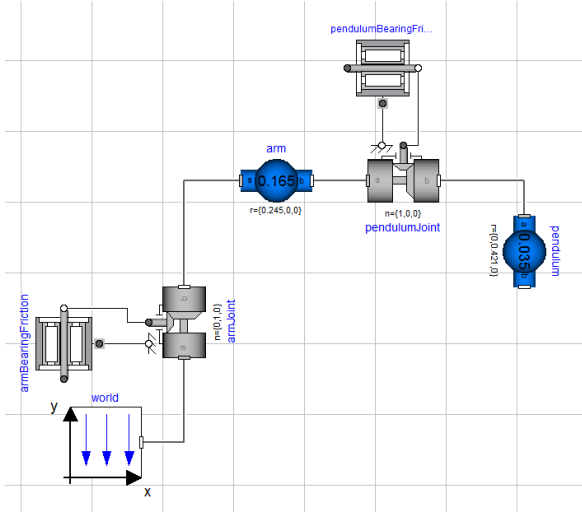 pendulumBearingFri...
arm
a 0.165 b
r={0.245,0,0}
a
b
n={1,0,0}
pendulumJoint
a
0.035
b
r={0,0.421,0}
pendulum
b
a
n={0,1,0}
armJoint
armBearingFriction
world
y
x